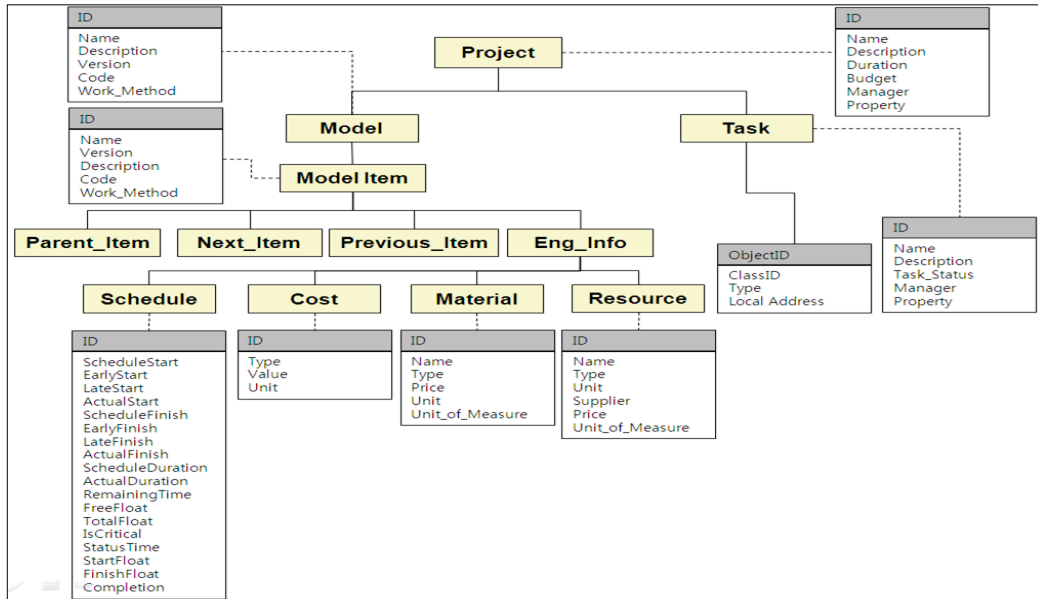 ID
Name
Description
Version
Code
Work_Method
ID
Name
Version
Description
Code
Work_Method
Project
ID
Name
Description
Duration
Budget
Manager
Property
Model
Task
Model Item
Parent_Item
Next_Item
Previous_Item
Eng_Info
ObjectID
ClassID
Type
Local Address
ID
Name
Description
Task_Status
Manager
Property
Schedule
Cost
Material
Resource
ID
ScheduleStart
EarlyStart
LateStart
ActualStart
ScheduleFinish
EarlyFinish
LateFinish
ActualFinish
ScheduleDuration
ActualDuration
RemainingTime
FreeFloat
TotalFloat
IsCritical
StatusTime
StartFloat
FinishFloat
Completion
ID
Type
Value
Unit
ID
Name
Type
Price
Unit
Unit_of_Measure
ID
Name
Type
Unit
Supplier
Price
Unit_of_Measure